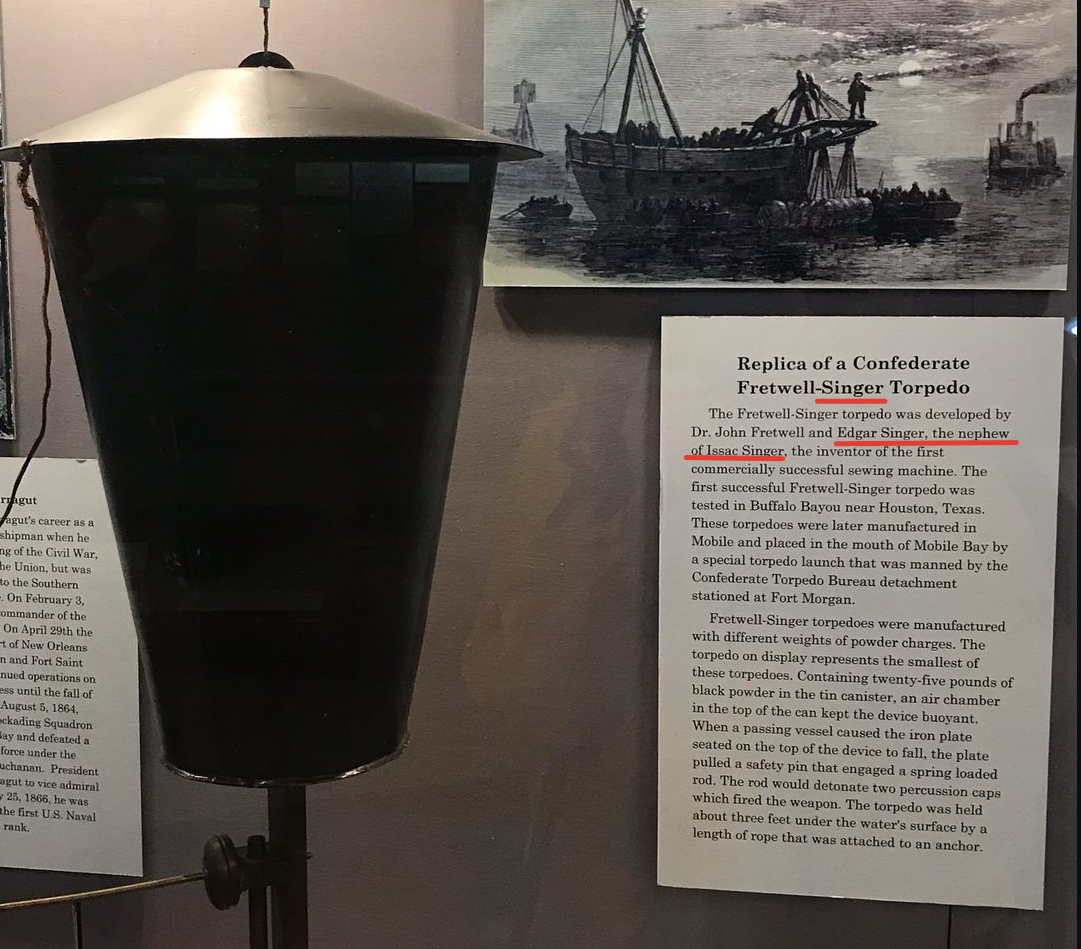 rragut
agut's career as a
shipman when he
ng of the Civil War,
he Union, but was
to the Southern
. On February 3,
ommander of the
On April 29th the
rt of New Orleans
n and Fort Saint
nued operations on
ess until the fall of
August 5, 1864,
ockading Squadron
Bay and defeated a
force under the
uchanan. President
agut to vice admiral
y 25, 1866, he was
the first U.S. Naval
rank.
Replica of a Confederate
Fretwell-Singer Torpedo
The Fretwell-Singer torpedo was developed by
Dr. John Fretwell and Edgar Singer, the nephew
of Issac Singer, the inventor of the first
commercially successful sewing machine. The
first successful Fretwell-Singer torpedo was
tested in Buffalo Bayou near Houston, Texas.
These torpedoes were later manufactured in
Mobile and placed in the mouth of Mobile Bay by
a special torpedo launch that was manned by the
Confederate Torpedo Bureau detachment
stationed at Fort Morgan.
Fretwell-Singer torpedoes were manufactured
with different weights of powder charges. The
torpedo on display represents the smallest of
these torpedoes. Containing twenty-five pounds of
black powder in the tin canister, an air chamber
in the top of the can kept the device buoyant.
When a passing vessel caused the iron plate
seated on the top of the device to fall, the plate
pulled a safety pin that engaged a spring loaded
rod. The rod would detonate two percussion caps
which fired the weapon. The torpedo was held
about three feet under the water's surface by a
length of rope that was attached to an anchor.